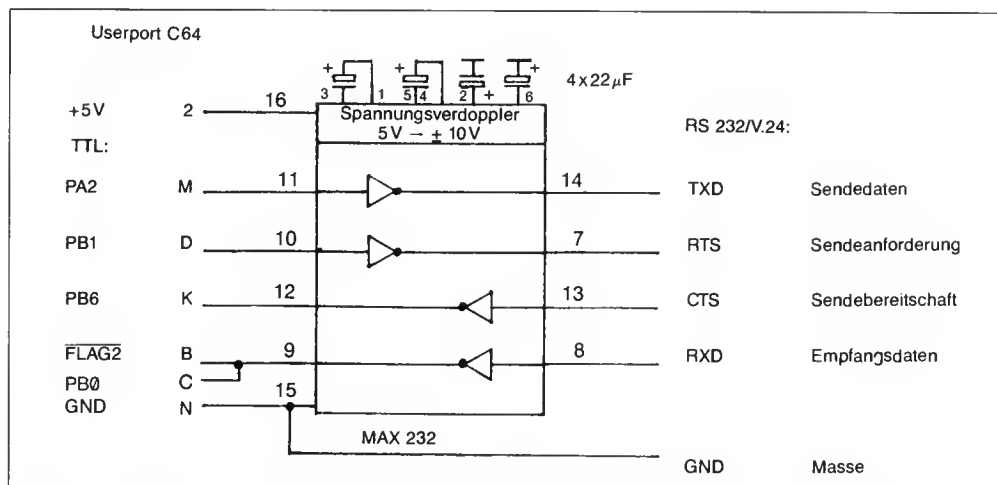 Userport C64
+ + + 4x22µF
3 1 5 4 2 + 6
+5V 2 16 Spannungsverdoppler
5V → ± 10V
RS 232/V.24:
TTL:
PA2 M 11 14 TXD Sendedaten
PB1 D 10 7 RTS Sendeanforderung
PB6 K 12 13 CTS Sendebereitschaft
FLAG2 B 9 8 RXD Empfangsdaten
PB0 C
GND N 15
MAX 232
GND Masse